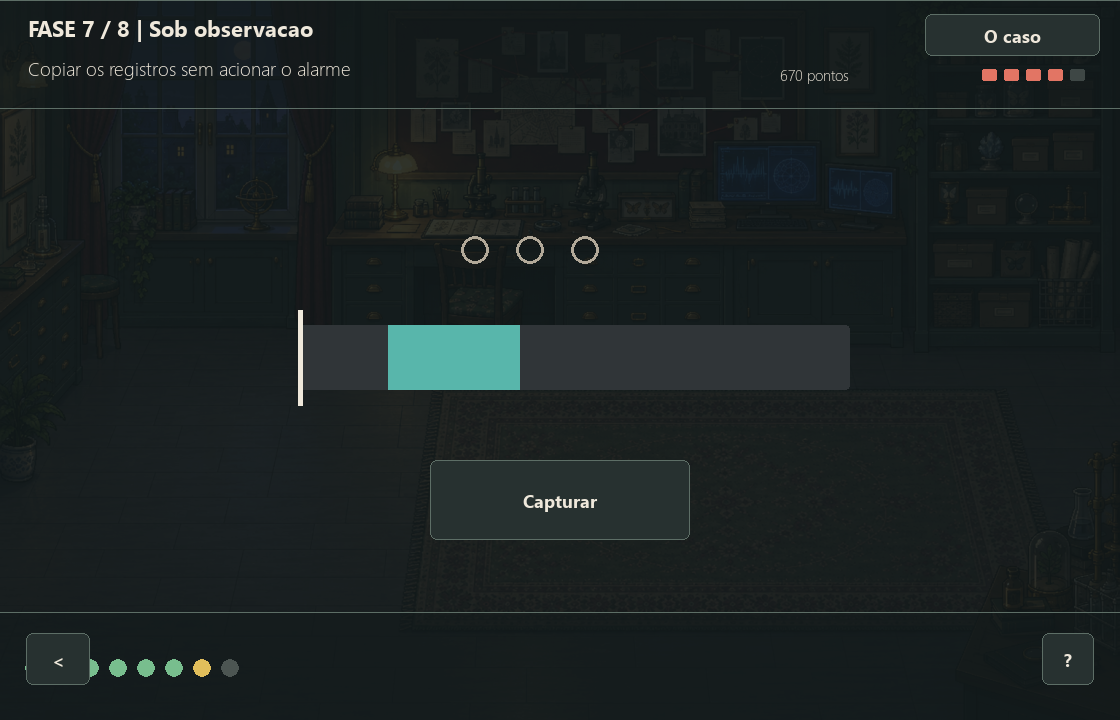 FASE 7 / 8 | Sob observacao
O caso
Copiar os registros sem acionar o alarme
670 pontos
Capturar
<
?